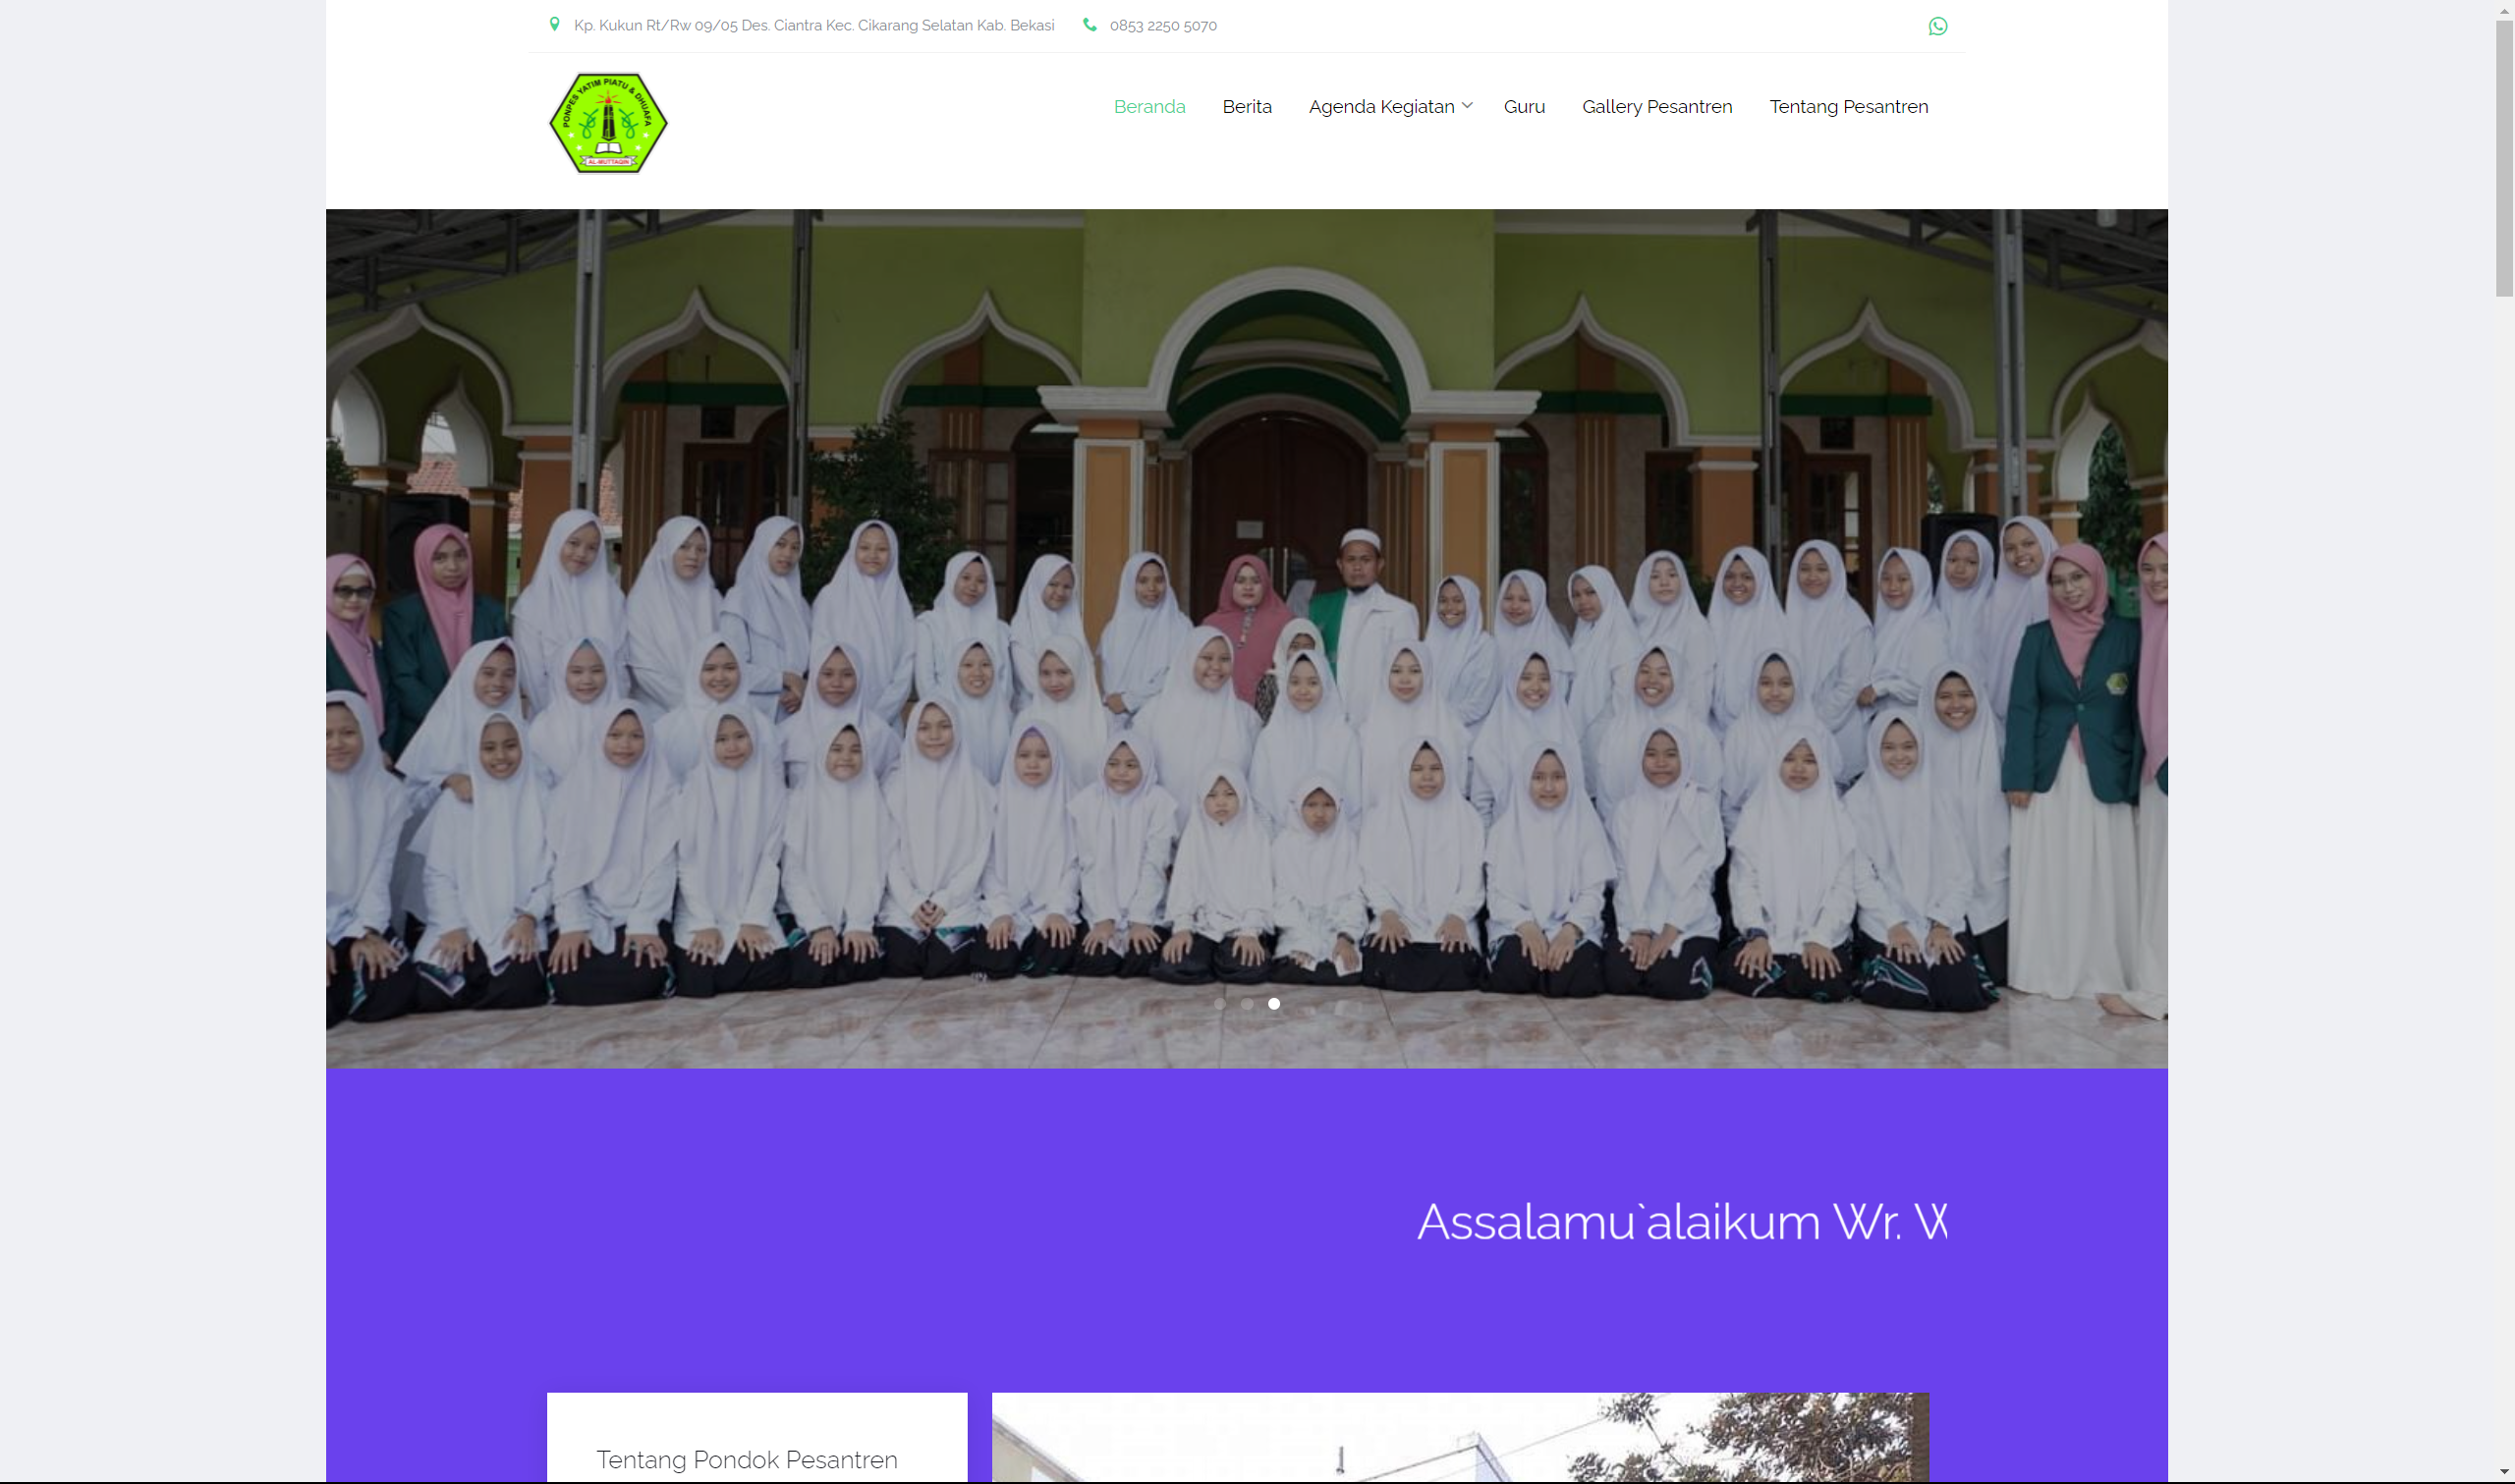 Kp. Kukun Rt/Rw 09/05 Des. Ciantra Kec. Cikarang Selatan Kab. Bekasi
0853 2250 5070
PONPES YATIM PIATU & DHUAFA
AL-MUTTAQIN
Beranda
Berita
Agenda Kegiatan
Guru
Gallery Pesantren
Tentang Pesantren
Assalamu`alaikum Wr. W
Tentang Pondok Pesantren